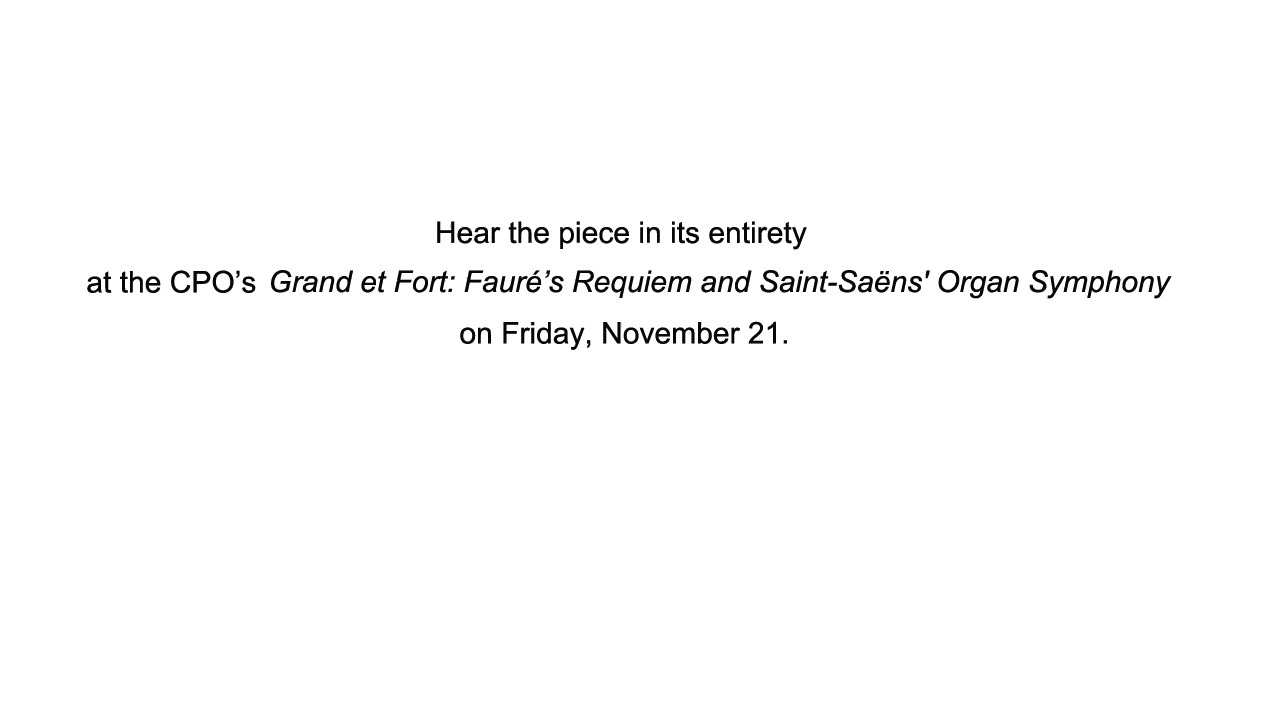 Hear the piece in its entirety
at the CPO’s Grand et Fort: Fauré’s Requiem and Saint-Saëns' Organ Symphony
on Friday, November 21.